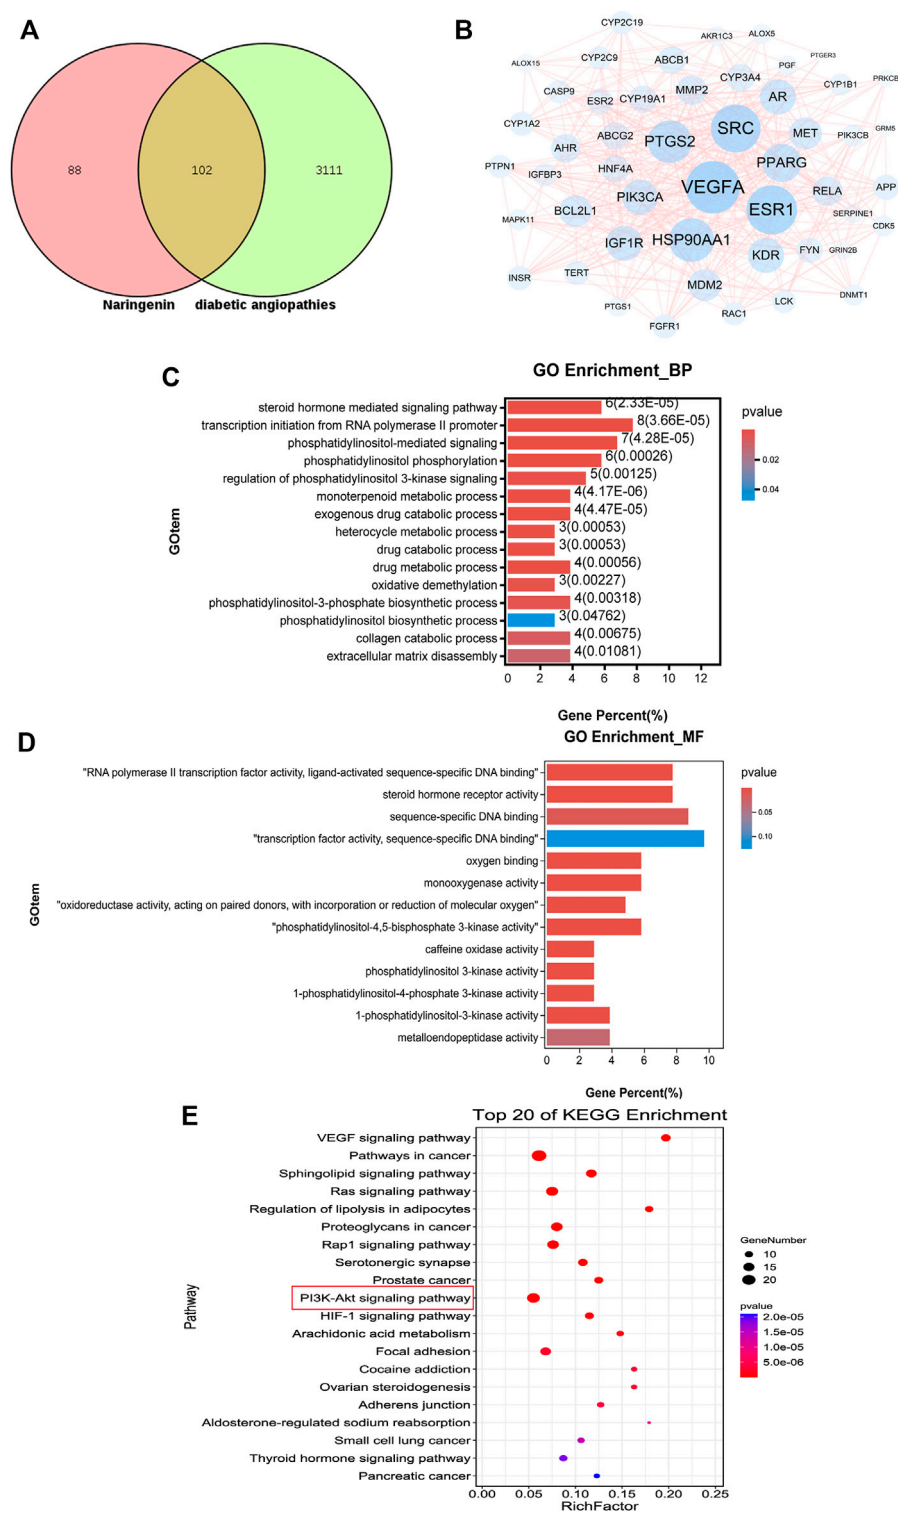 A
88
102
3111
Naringenin
diabetic angiopathies
B
CYP2C19
AKR1C3
ALOX5
ALOX15
CYP2C9
ABCB1
PGF
PTGER3
CYP3A4
CYP1B1
PRKCB
CASP9
ESR2
CYP19A1
MMP2
AR
CYP1A2
ABCG2
PTGS2
SRC
MET
PIK3CB
GRM5
AHR
PTPN1
IGFBP3
HNF4A
PPARG
PIK3CA
VEGFA
RELA
APP
BCL2L1
ESR1
SERPINE1
MAPK11
CDK5
IGF1R
HSP90AA1
KDR
FYN
GRIN2B
INSR
TERT
MDM2
LCK
DNMT1
PTGS1
RAC1
FGFR1
C
GO Enrichment_BP
steroid hormone mediated signaling pathway 6(2.33E-05)
transcription initiation from RNA polymerase II promoter 8(3.66E-05)
phosphatidylinositol-mediated signaling 7(4.28E-05)
phosphatidylinositol phosphorylation 6(0.00026)
regulation of phosphatidylinositol 3-kinase signaling 5(0.00125)
monoterpenoid metabolic process 4(4.17E-06)
exogenous drug catabolic process 4(4.47E-05)
heterocycle metabolic process 3(0.00053)
drug catabolic process 3(0.00053)
drug metabolic process 4(0.00056)
oxidative demethylation 3(0.00227)
phosphatidylinositol-3-phosphate biosynthetic process 4(0.00318)
phosphatidylinositol biosynthetic process 3(0.04762)
collagen catabolic process 4(0.00675)
extracellular matrix disassembly 4(0.01081)
0 2 4 6 8 10 12
GOtem
Gene Percent(%)
pvalue
0.02
0.04
D
GO Enrichment_MF
"RNA polymerase II transcription factor activity, ligand-activated sequence-specific DNA binding"
steroid hormone receptor activity
sequence-specific DNA binding
"transcription factor activity, sequence-specific DNA binding"
oxygen binding
monooxygenase activity
"oxidoreductase activity, acting on paired donors, with incorporation or reduction of molecular oxygen"
"phosphatidylinositol-4,5-bisphosphate 3-kinase activity"
caffeine oxidase activity
phosphatidylinositol 3-kinase activity
1-phosphatidylinositol-4-phosphate 3-kinase activity
1-phosphatidylinositol-3-kinase activity
metalloendopeptidase activity
0 2 4 6 8 10
GOtem
Gene Percent(%)
pvalue
0.05
0.10
E
Top 20 of KEGG Enrichment
VEGF signaling pathway
Pathways in cancer
Sphingolipid signaling pathway
Ras signaling pathway
Regulation of lipolysis in adipocytes
Proteoglycans in cancer
Rap1 signaling pathway
Serotonergic synapse
Prostate cancer
PI3K-Akt signaling pathway
HIF-1 signaling pathway
Arachidonic acid metabolism
Focal adhesion
Cocaine addiction
Ovarian steroidogenesis
Adherens junction
Aldosterone-regulated sodium reabsorption
Small cell lung cancer
Thyroid hormone signaling pathway
Pancreatic cancer
0.00 0.05 0.10 0.15 0.20 0.25
RichFactor
Pathway
GeneNumber
10
15
20
pvalue
2.0e-05
1.5e-05
1.0e-05
5.0e-06